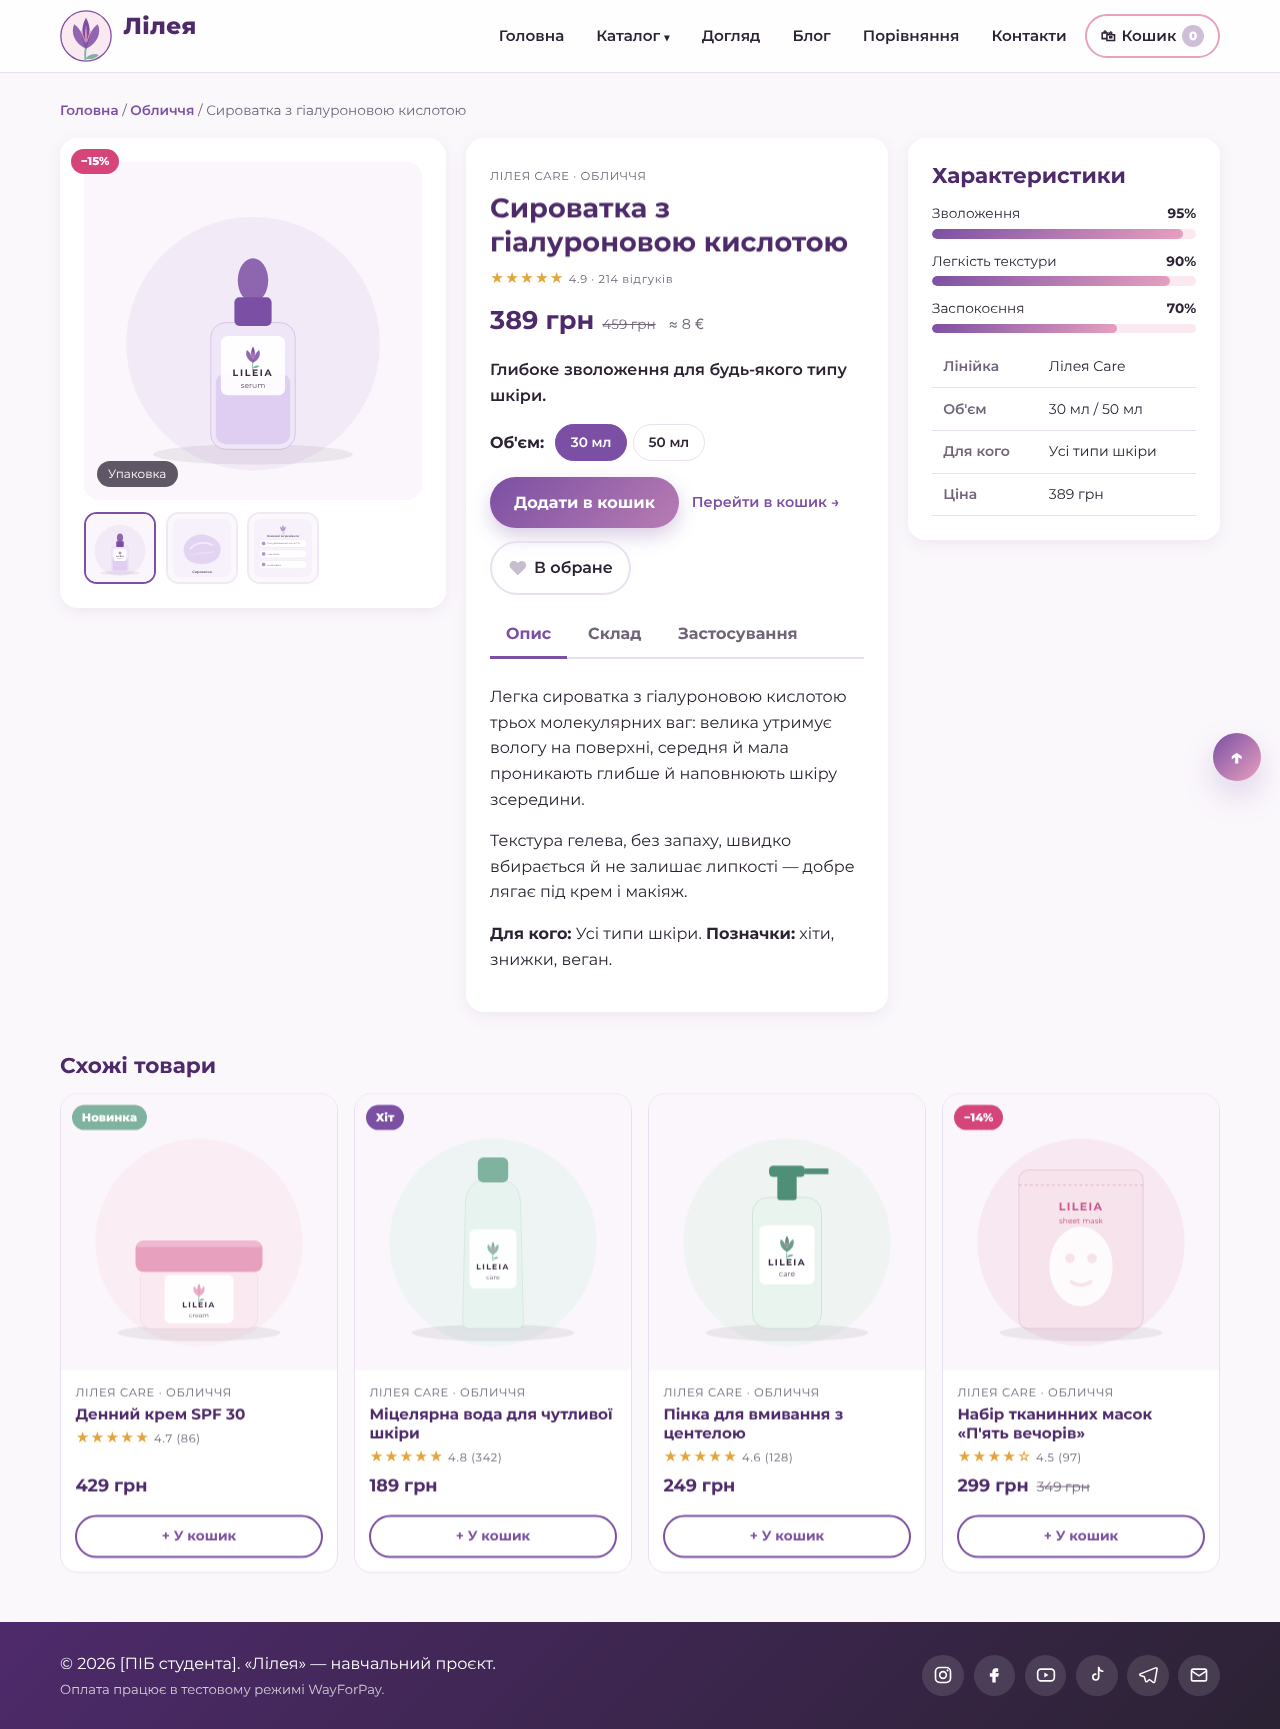 Лілея
Головна
Каталог ▾
Догляд
Блог
Порівняння
Контакти
Кошик 0
Головна / Обличчя / Сироватка з гіалуроновою кислотою
−15%
LILEIA
serum
Упаковка
Сироватка
ЛІЛЕЯ CARE · ОБЛИЧЧЯ
Сироватка з
гіалуроновою кислотою
★★★★★ 4.9 · 214 відгуків
389 грн 459 грн ≈ 8 €
Глибоке зволоження для будь-якого типу
шкіри.
Об'єм: 30 мл 50 мл
Додати в кошик Перейти в кошик →
В обране
Опис Склад Застосування
Легка сироватка з гіалуроновою кислотою
трьох молекулярних ваг: велика утримує
вологу на поверхні, середня й мала
проникають глибше й наповнюють шкіру
зсередини.
Текстура гелева, без запаху, швидко
вбирається й не залишає липкості — добре
лягає під крем і макіяж.
Для кого: Усі типи шкіри. Позначки: хіти,
знижки, веган.
Характеристики
Зволоження 95%
Легкість текстури 90%
Заспокоєння 70%
Лінійка Лілея Care
Об'єм 30 мл / 50 мл
Для кого Усі типи шкіри
Ціна 389 грн
↑
Схожі товари
Новинка
LILEIA
cream
ЛІЛЕЯ CARE · ОБЛИЧЧЯ
Денний крем SPF 30
★★★★★ 4.7 (86)
429 грн
+ У кошик
Хіт
LILEIA
care
ЛІЛЕЯ CARE · ОБЛИЧЧЯ
Міцелярна вода для чутливої
шкіри
★★★★★ 4.8 (342)
189 грн
+ У кошик
LILEIA
care
ЛІЛЕЯ CARE · ОБЛИЧЧЯ
Пінка для вмивання з
центелою
★★★★★ 4.6 (128)
249 грн
+ У кошик
−14%
LILEIA
sheet mask
ЛІЛЕЯ CARE · ОБЛИЧЧЯ
Набір тканинних масок
«П'ять вечорів»
★★★★☆ 4.5 (97)
299 грн 349 грн
+ У кошик
© 2026 [ПІБ студента]. «Лілея» — навчальний проєкт.
Оплата працює в тестовому режимі WayForPay.